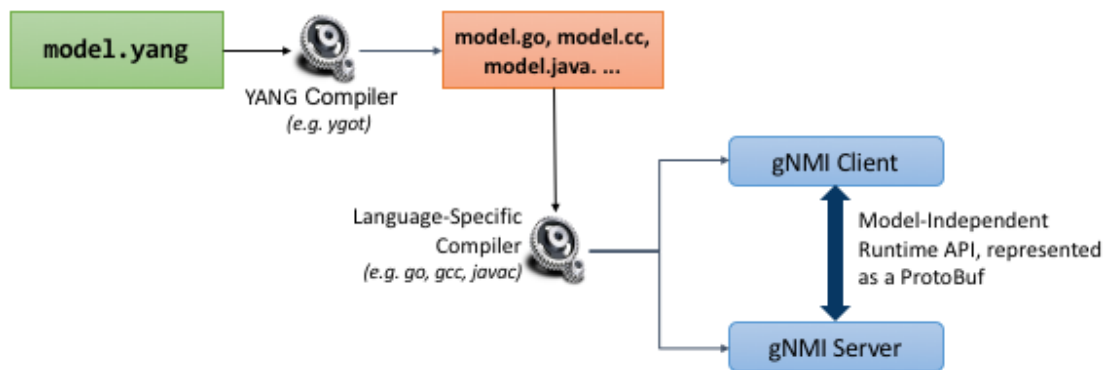 model.yang
model.go, model.cc,
model.java. ...
YANG Compiler
(e.g. ygot)
gNMI Client
Language-Specific
Compiler
(e.g. go, gcc, javac)
Model-Independent
Runtime API, represented
as a ProtoBuf
gNMI Server